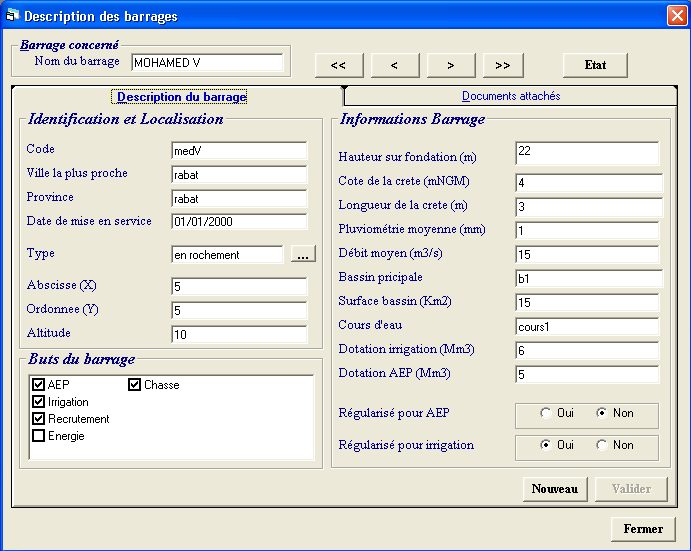 Description des barrages
Barrage concerné
Nom du barrage MOHAMED V
<< < > >> Etat
Description du barrage
Documents attachés
Identification et Localisation
Code medV
Ville la plus proche rabat
Province rabat
Date de mise en service 01/01/2000
Type en rochement ...
Abscisse (X) 5
Ordonnee (Y) 5
Altitude 10
Buts du barrage
AEP Chasse
Irrigation
Recrutement
Energie
Informations Barrage
Hauteur sur fondation (m) 22
Cote de la crete (mNGM) 4
Longueur de la crete (m) 3
Pluviométrie moyenne (mm) 1
Débit moyen (m3/s) 15
Bassin pricipale b1
Surface bassin (Km2) 15
Cours d'eau cours1
Dotation irrigation (Mm3) 6
Dotation AEP (Mm3) 5
Régularisé pour AEP Oui Non
Régularisé pour irrigation Oui Non
Nouveau Valider
Fermer